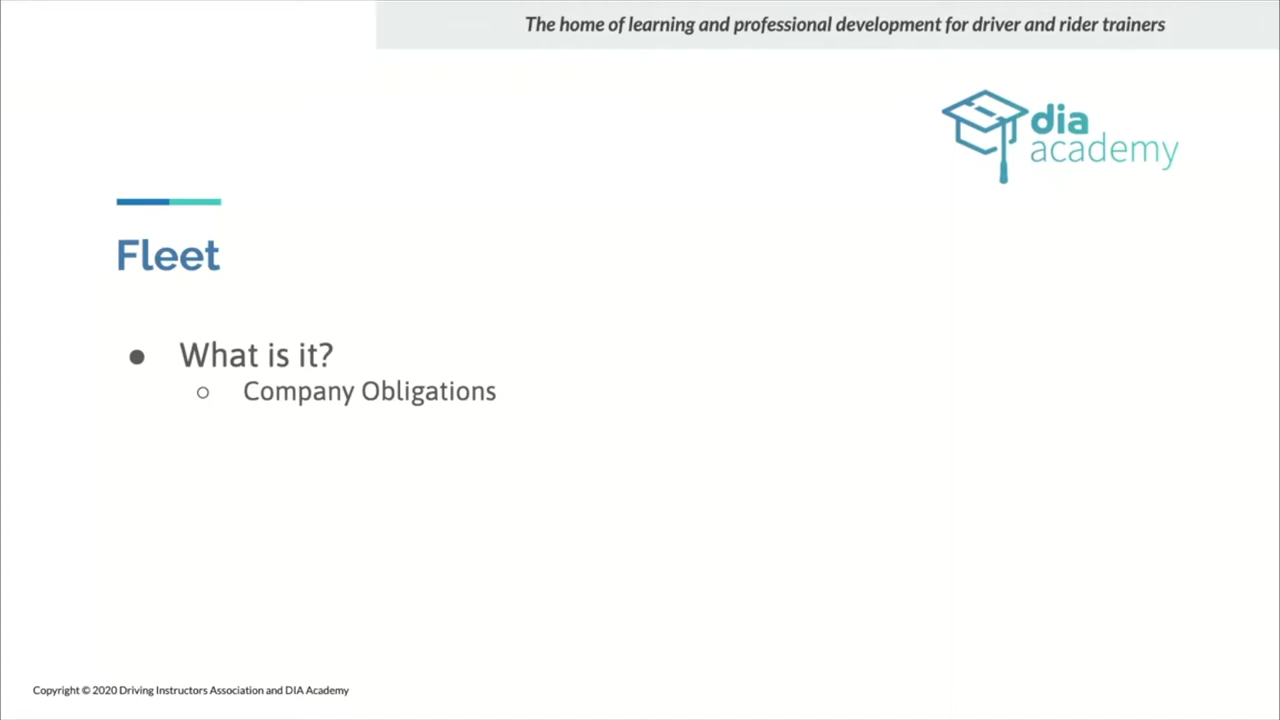 The home of learning and professional development for driver and rider trainers
dia
academy
Fleet
● What is it?
○ Company Obligations
Copyright © 2020 Driving Instructors Association and DIA Academy